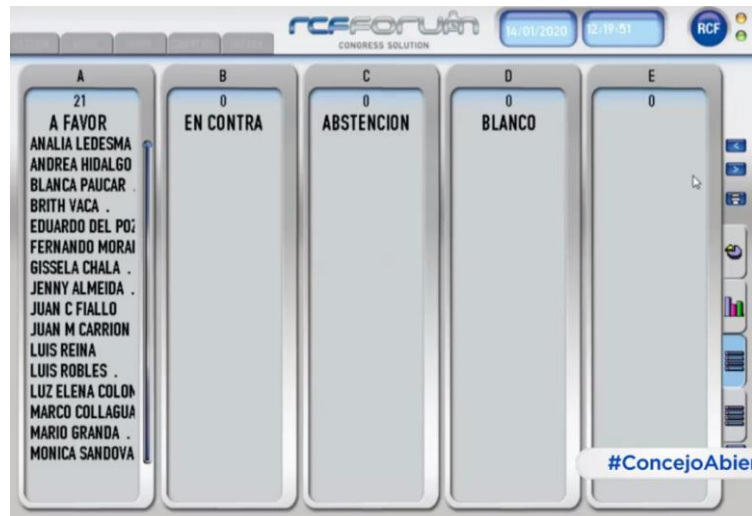 RCFFORUM
CONGRESS SOLUTION
14/01/2020
12:19:51
RCF
A
21
A FAVOR
ANALIA LEDESMA
ANDREA HIDALGO
BLANCA PAUCAR .
BRITH VACA .
EDUARDO DEL POZ
FERNANDO MORAI
GISSELA CHALA .
JENNY ALMEIDA .
JUAN C FIALLO
JUAN M CARRION
LUIS REINA
LUIS ROBLES .
LUZ ELENA COLON
MARCO COLLAGUA
MARIO GRANDA .
MONICA SANDOVA
B
0
EN CONTRA
C
0
ABSTENCION
D
0
BLANCO
E
0
#ConcejoAbier